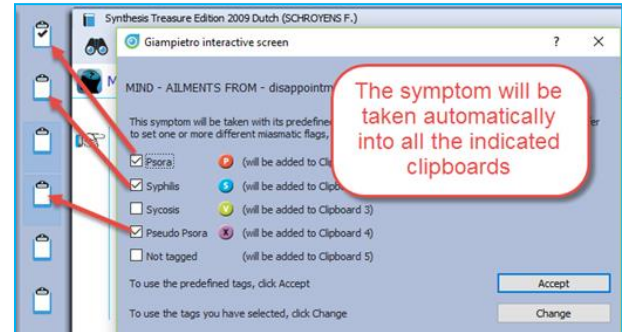 Synthesis Treasure Edition 2009 Dutch (SCHROYENS F.)
Giampietro interactive screen
MIND - AILMENTS FROM -
The symptom will be
taken automatically
into all the indicated
clipboards
This symptom will be taken with its
to set one or more different miasmatic flags,
Psora P (will be added to
Syphilis S (will be added to Clipboard
Sycosis Y (will be added to Clipboard 3)
Pseudo Psora X (will be added to Clipboard 4)
Not tagged (will be added to Clipboard 5)
To use the predefined tags, click Accept Accept
To use the tags you have selected, click Change Change